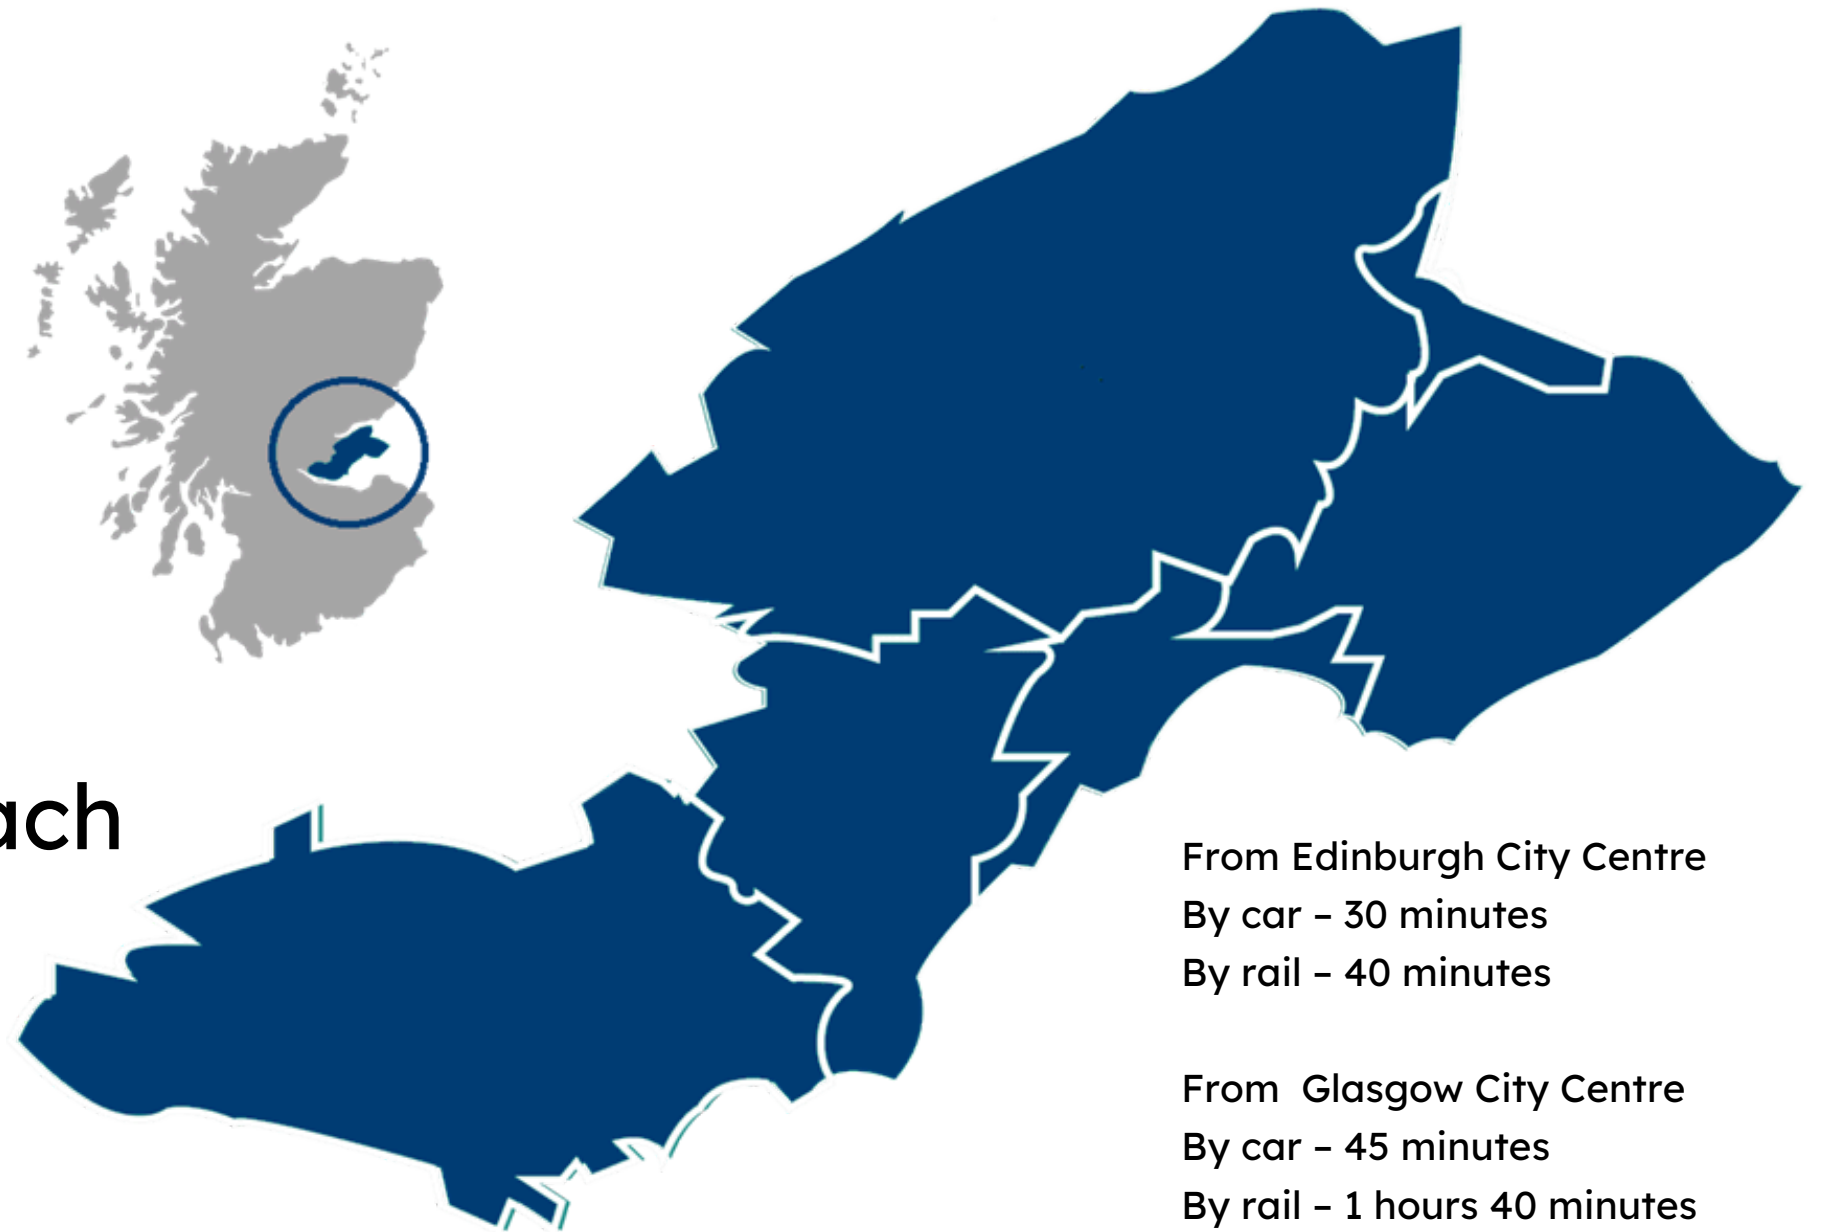 ach
From Edinburgh City Centre
By car – 30 minutes
By rail – 40 minutes
From Glasgow City Centre
By car – 45 minutes
By rail – 1 hours 40 minutes